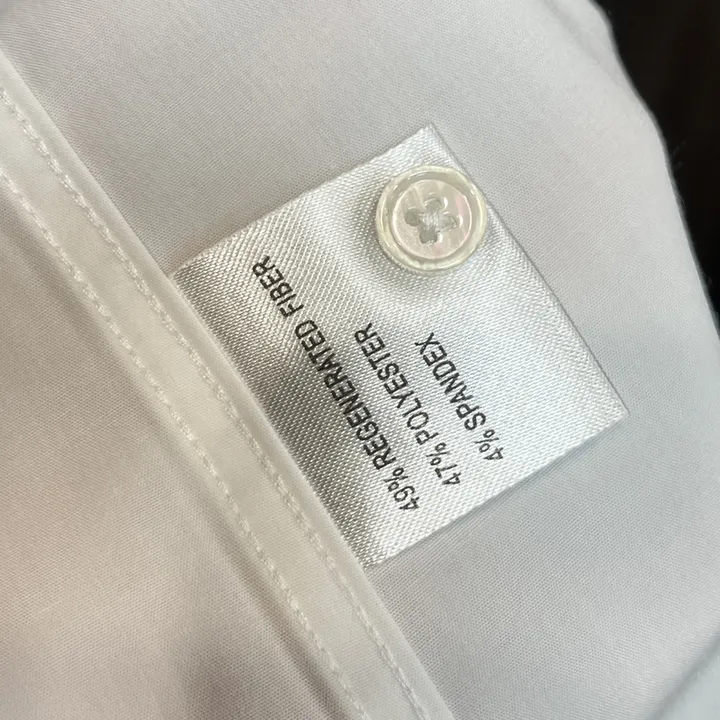 49% REGENERATED FIBER
47% POLYESTER
4% SPANDEX